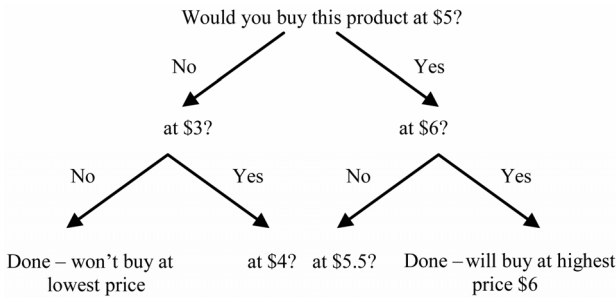 Would you buy this product at $5?
No
Yes
at $3?
at $6?
No
Yes
No
Yes
Done – won't buy at
lowest price
at $4?
at $5.5?
Done – will buy at highest
price $6